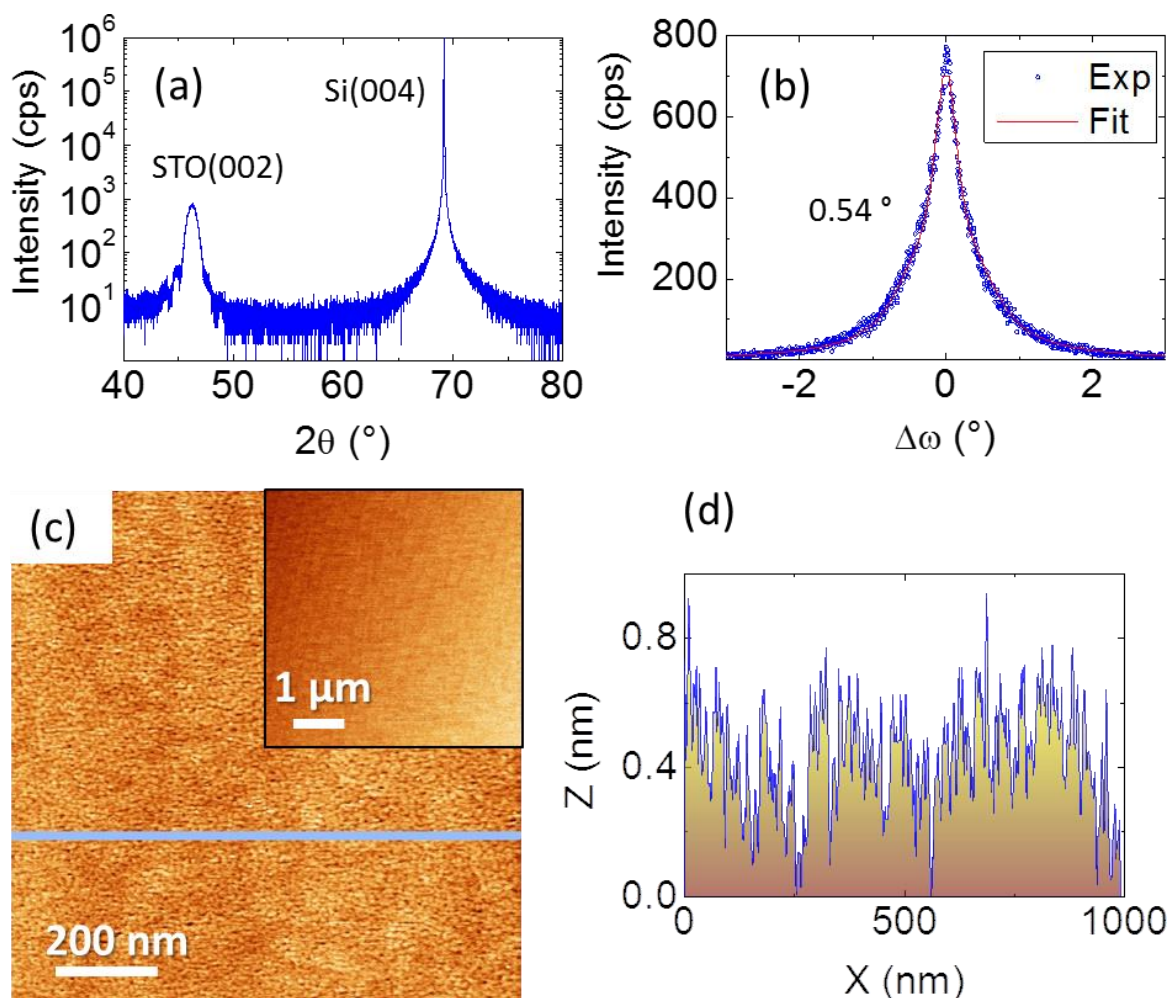 (a)
Intensity (cps)
10⁶
10⁵
10⁴
10³
10²
10¹
STO(002)
Si(004)
40 50 60 70 80
2θ (°)
(b)
Intensity (cps)
800
600
400
200
Exp
Fit
0.54 °
-2 0 2
Δω (°)
(c)
1 µm
200 nm
(d)
Z (nm)
0.8
0.4
0.0
0 500 1000
X (nm)